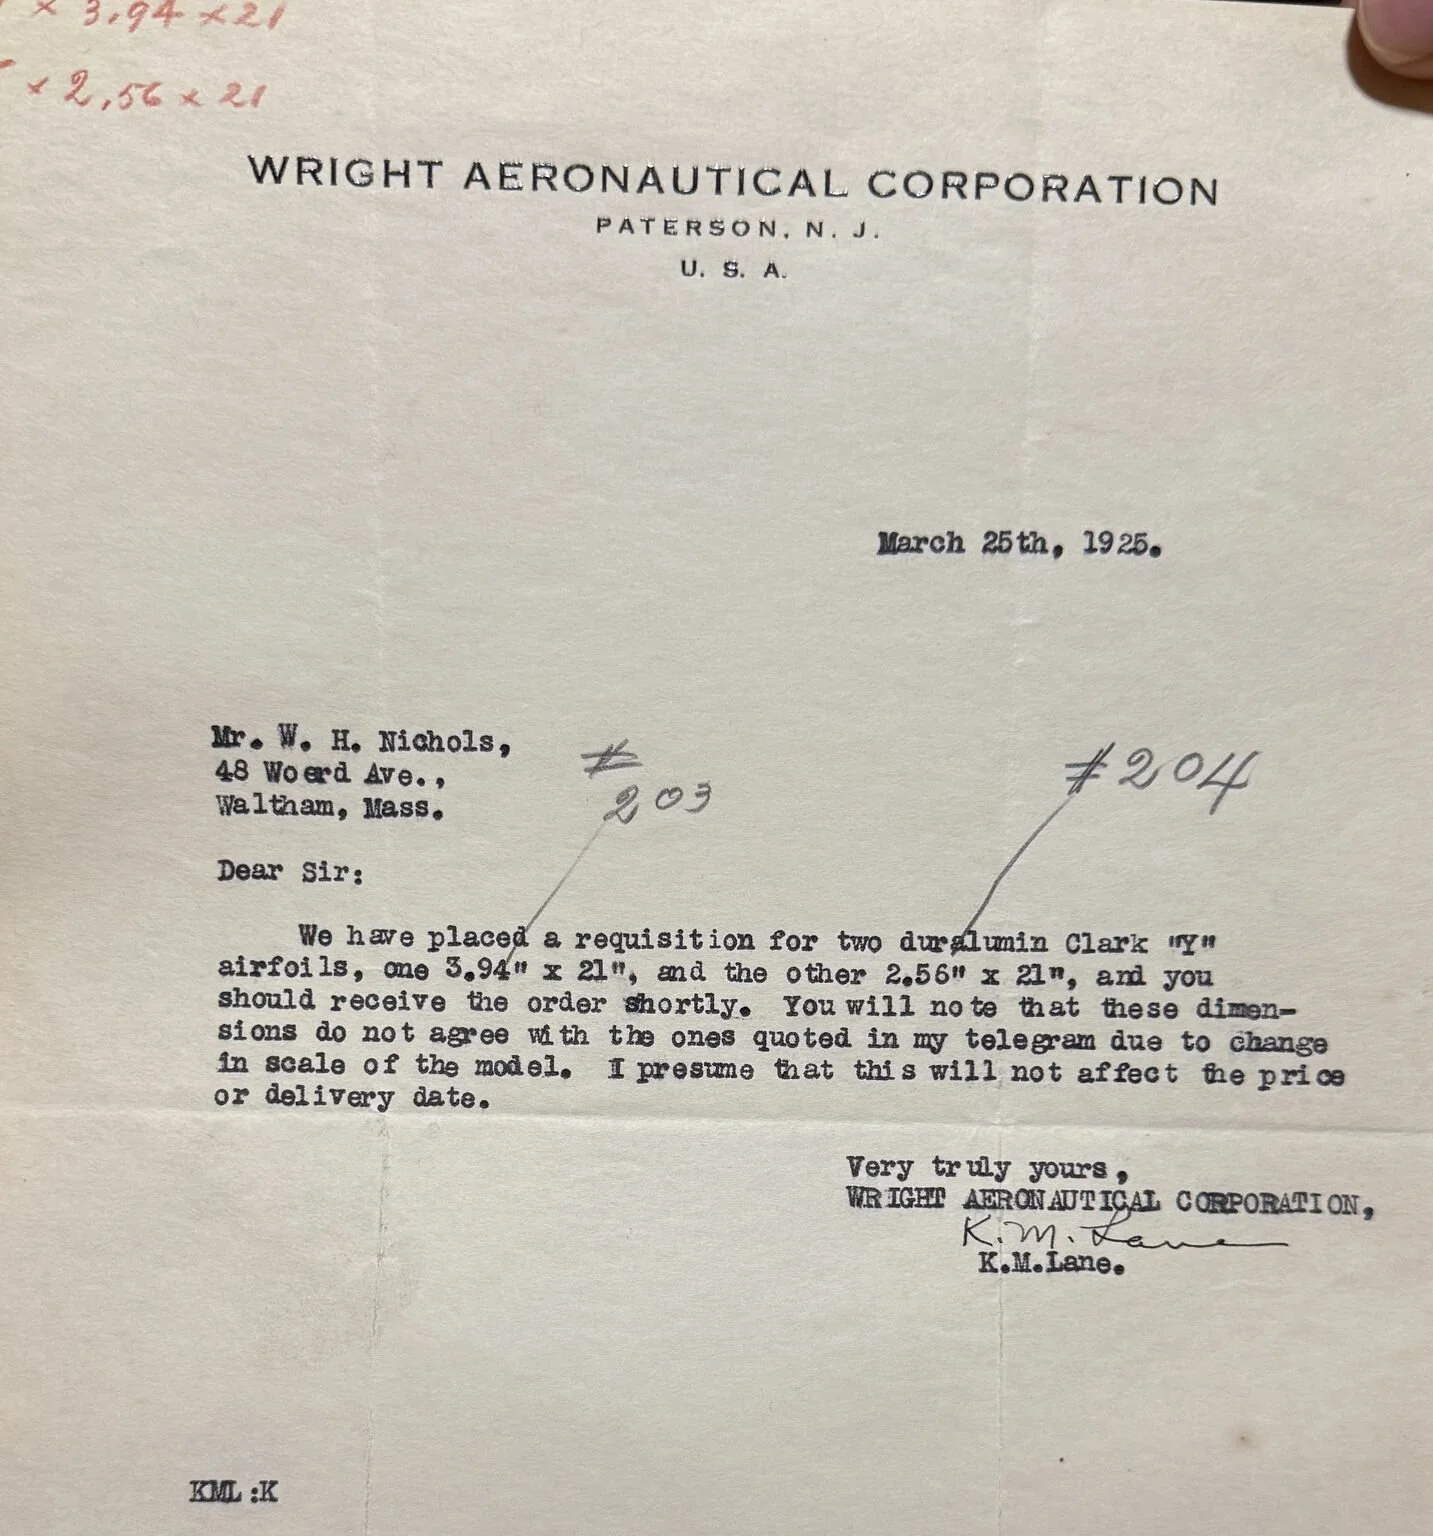 x 3.94 x 21
x 2,56 x 21
WRIGHT AERONAUTICAL CORPORATION
PATERSON, N. J.
U. S. A.
March 25th, 1925.
Mr. W. H. Nichols,
48 Woerd Ave.,
Waltham, Mass.
# 203
#204
Dear Sir:
We have placed a requisition for two duralumin Clark "Y"
airfoils, one 3.94" x 21", and the other 2.56" x 21", and you
should receive the order shortly. You will note that these dimen-
sions do not agree with the ones quoted in my telegram due to change
in scale of the model. I presume that this will not affect the price
or delivery date.
Very truly yours,
WRIGHT AERONAUTICAL CORPORATION,
K. M. Lane
K.M.Lane.
KML:K